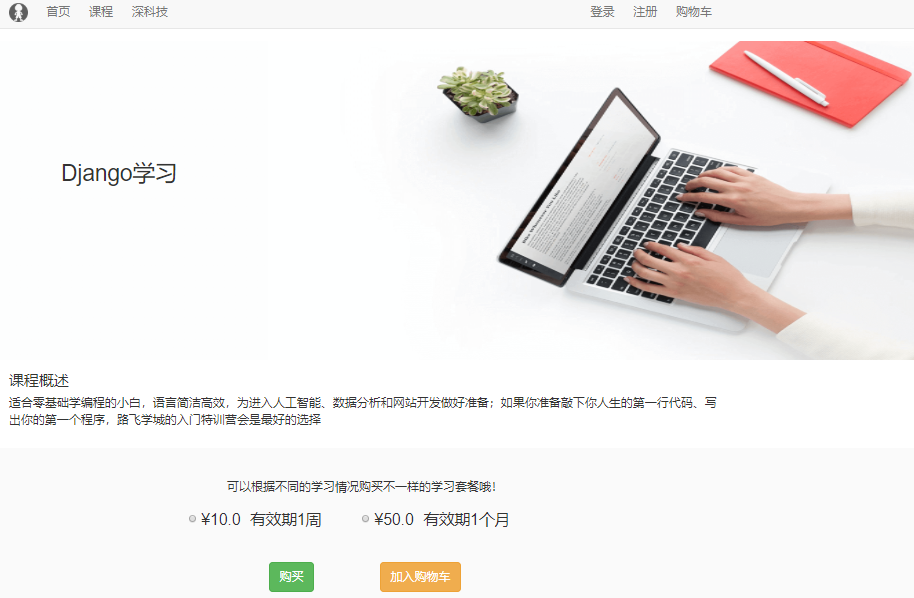 首页 课程 深科技 登录 注册 购物车
Django学习
课程概述
适合零基础学编程的小白，语言简洁高效，为进入人工智能、数据分析和网站开发做好准备；如果你准备敲下你人生的第一行代码、写
出你的第一个程序，路飞学城的入门特训营会是最好的选择
可以根据不同的学习情况购买不一样的学习套餐哦!
¥10.0 有效期1周 ¥50.0 有效期1个月
购买 加入购物车